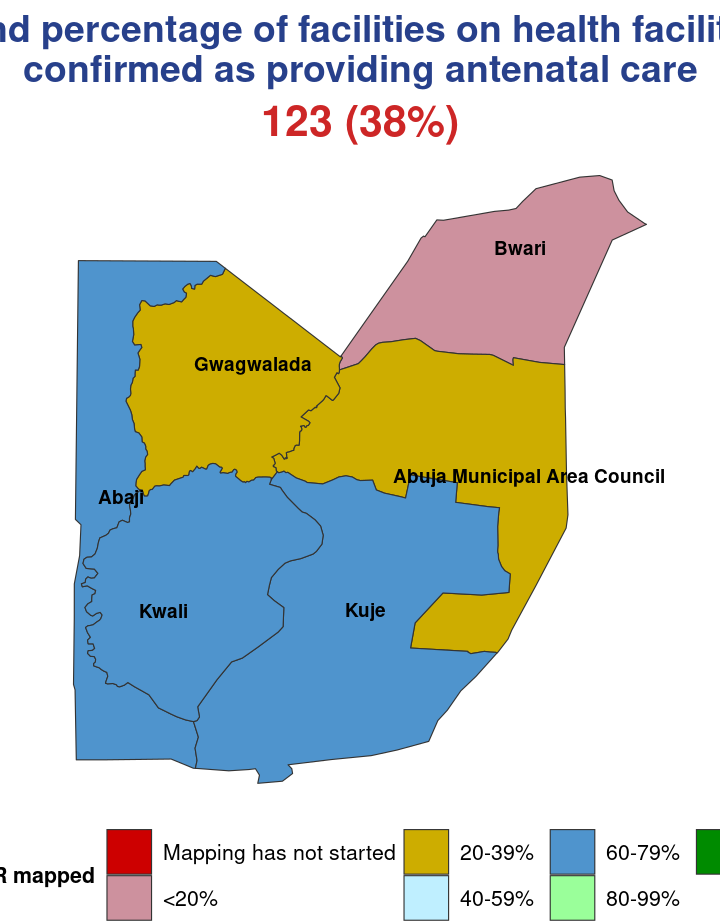 nd percentage of facilities on health facilit
confirmed as providing antenatal care
123 (38%)
Bwari
Gwagwalada
Abuja Municipal Area Council
Abaji
Kwali
Kuje
R mapped
Mapping has not started
<20%
20-39%
40-59%
60-79%
80-99%